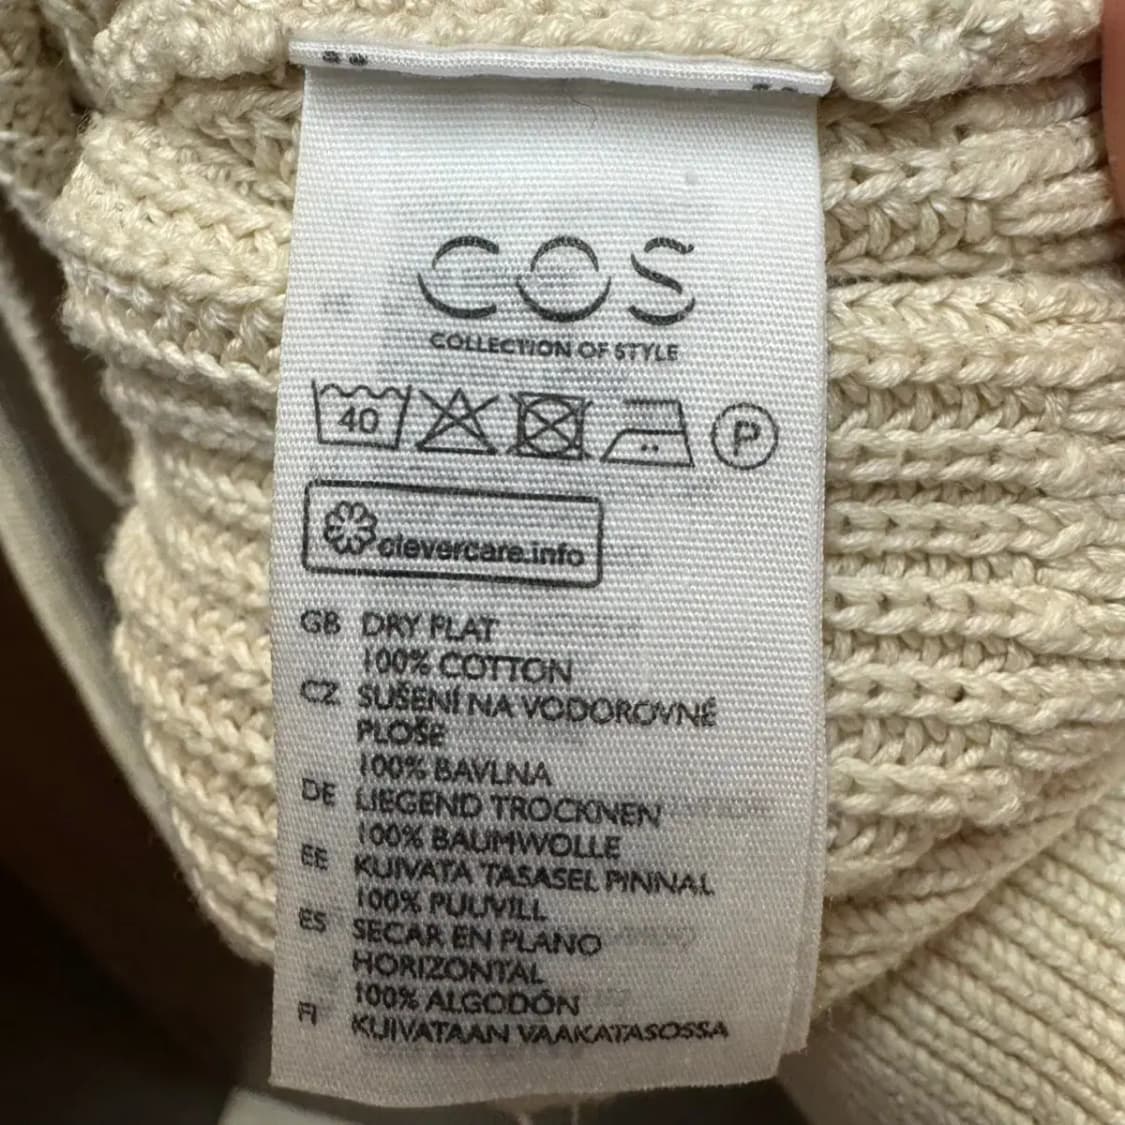 COS
COLLECTION OF STYLE
40
P
clevercare.info
GB DRY FLAT
100% COTTON
CZ SUŠENÍ NA VODOROVNÉ
PLOŠE
100% BAVLNA
DE LIEGEND TROCKNEN
100% BAUMWOLLE
EE KUIVATA TASASEL PINNAL
100% PUUVILL
ES SECAR EN PLANO
HORIZONTAL
100% ALGODÓN
FI KUIVATAAN VAAKATASOSSA